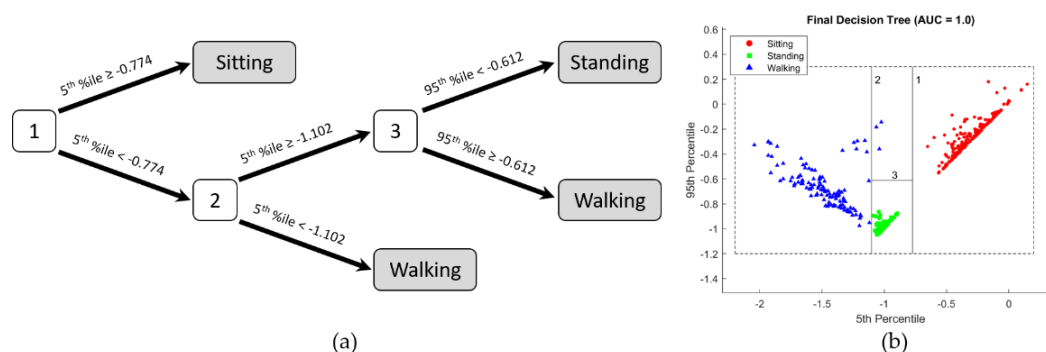 5th %ile ≥ -0.774
Sitting
1
5th %ile < -0.774
2
5th %ile ≥ -1.102
3
95th %ile < -0.612
Standing
95th %ile ≥ -0.612
Walking
5th %ile < -1.102
Walking
(a)
Final Decision Tree (AUC = 1.0)
Sitting
Standing
Walking
2
1
3
0.6
0.4
0.2
0
-0.2
-0.4
-0.6
-0.8
-1
-1.2
-1.4
95th Percentile
-2
-1.5
-1
-0.5
0
5th Percentile
(b)